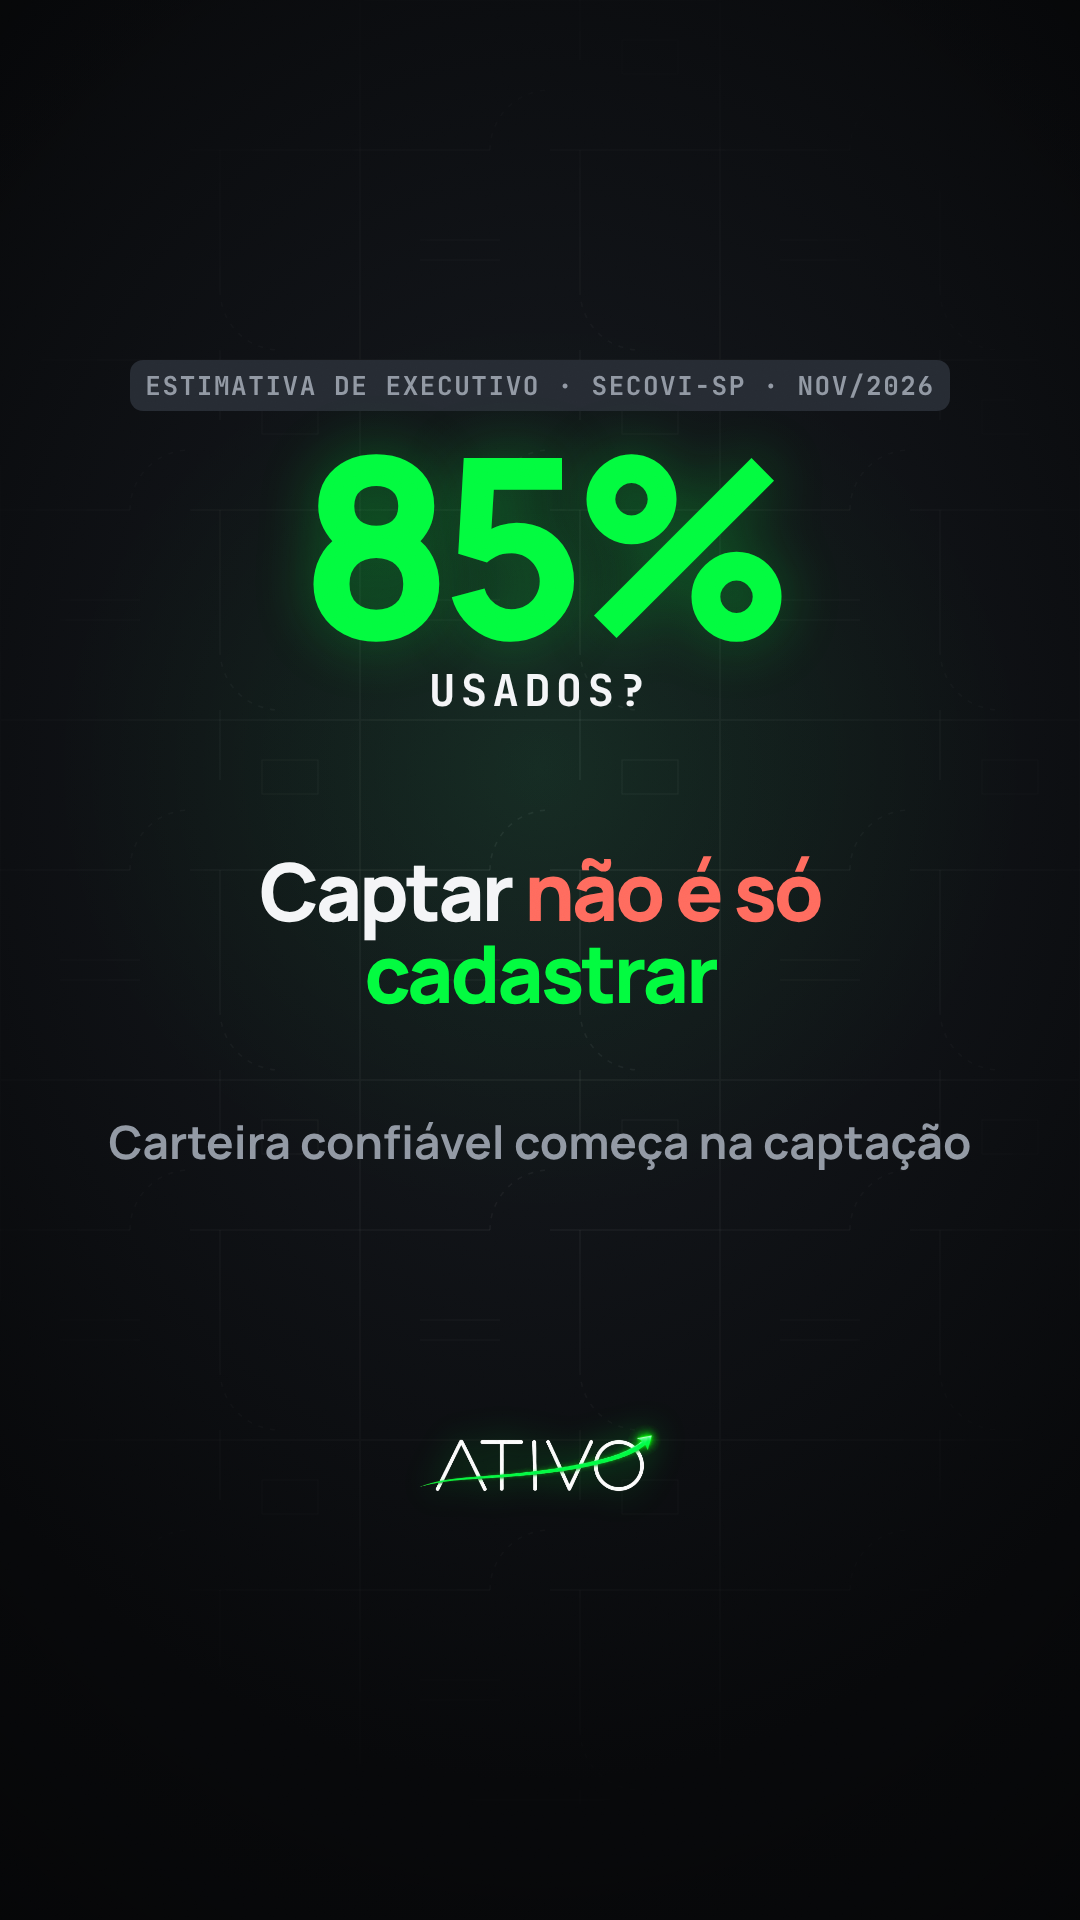 ESTIMATIVA DE EXECUTIVO · SECOVI-SP · NOV/2026
85%
USADOS?
Captar não é só
cadastrar
Carteira confiável começa na captação
ATIVO